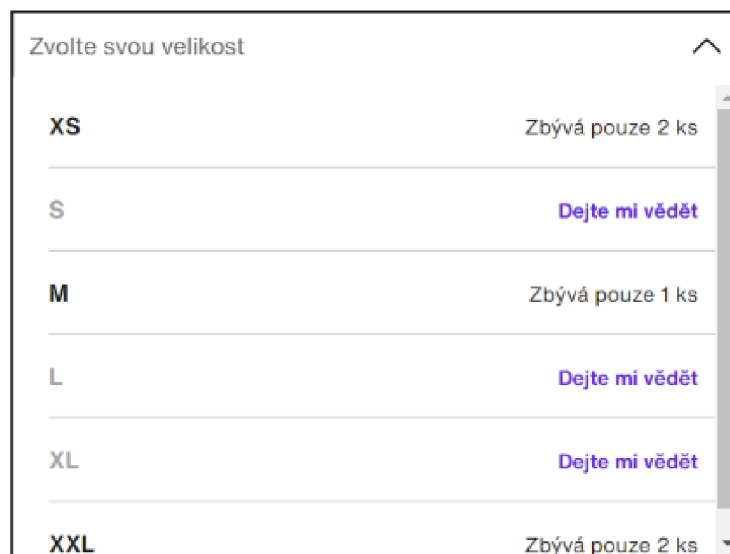 Zvolte svou velikost
XS Zbývá pouze 2 ks
S Dejte mi vědět
M Zbývá pouze 1 ks
L Dejte mi vědět
XL Dejte mi vědět
XXL Zbývá pouze 2 ks